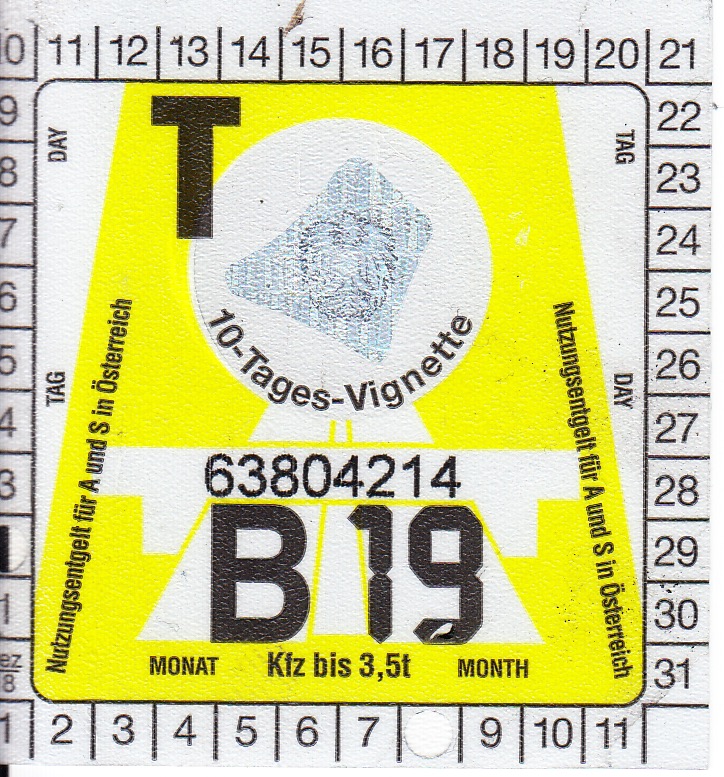 10 11 12 13 14 15 16 17 18 19 20 21
9
8
7
6
5
4
3
1
ez
8
DAY
TAG
T
TAG
DAY
10-Tages-Vignette
Nutzungsentgelt für A und S in Österreich
Nutzungsentgelt für A und S in Österreich
63804214
B 19
MONAT Kfz bis 3,5t MONTH
22
23
24
25
26
27
28
29
30
31
1 2 3 4 5 6 7 9 10 11